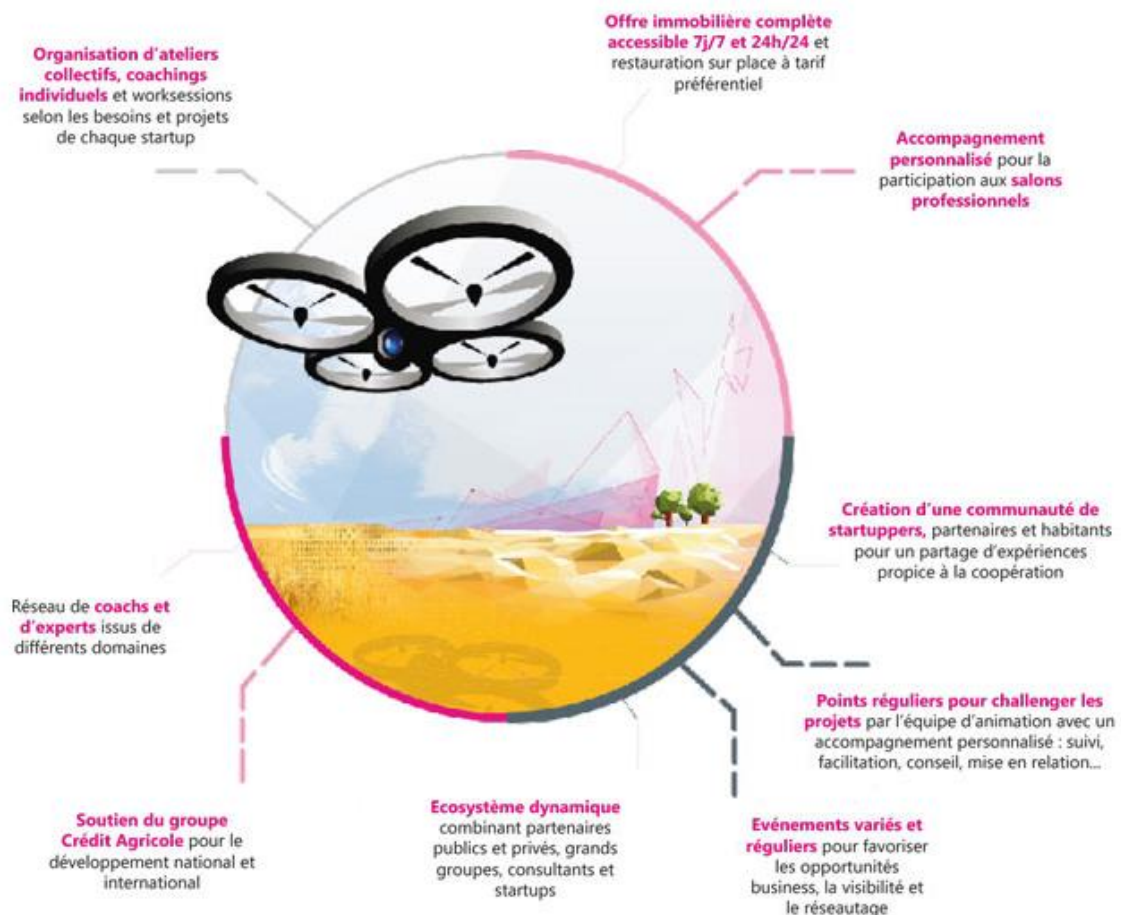 Organisation d'ateliers
collectifs, coachings
individuels et worksessions
selon les besoins et projets
de chaque startup
Offre immobilière complète
accessible 7j/7 et 24h/24 et
restauration sur place à tarif
préférentiel
Accompagnement
personnalisé pour la
participation aux salons
professionnels
Création d'une communauté de
startuppers, partenaires et habitants
pour un partage d'expériences
propice à la coopération
Réseau de coachs et
d'experts issus de
différents domaines
Points réguliers pour challenger les
projets par l'équipe d'animation avec un
accompagnement personnalisé : suivi,
facilitation, conseil, mise en relation...
Soutien du groupe
Crédit Agricole pour le
développement national et
international
Ecosystème dynamique
combinant partenaires
publics et privés, grands
groupes, consultants et
startups
Evénements variés et
réguliers pour favoriser
les opportunités
business, la visibilité et
le réseautage